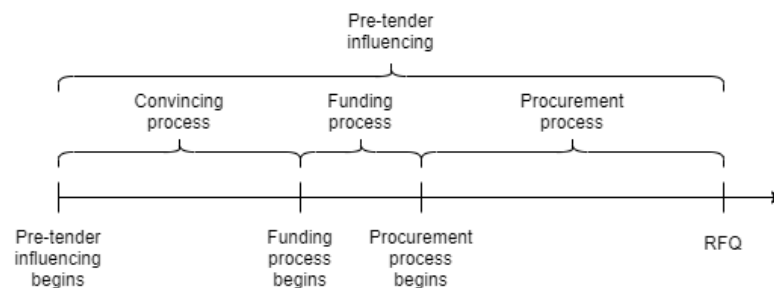 Pre-tender
influencing
Convincing
process
Funding
process
Procurement
process
Pre-tender
influencing
begins
Funding
process begins
Procurement
process
begins
RFQ